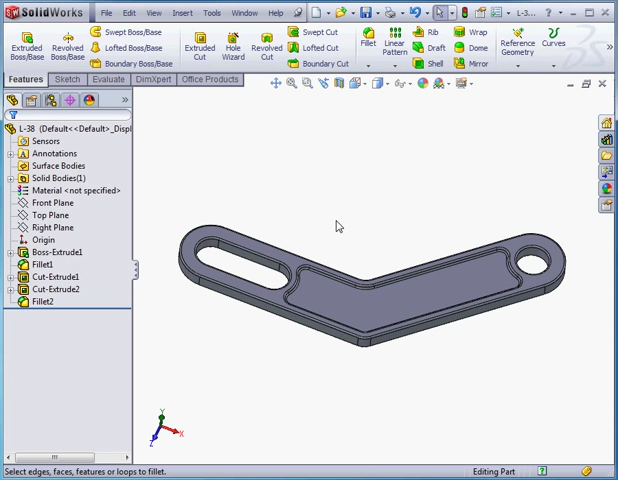 SolidWorks File Edit View Insert Tools Help L-3...
Extruded Boss/Base
Revolved Boss/Base
Swept Boss/Base
Lofted Boss/Base
Boundary Boss/Base
Extruded Cut
Hole Wizard
Revolved Cut
Swept Cut
Lofted Cut
Boundary Cut
Fillet
Linear Pattern
Rib
Draft
Shell
Wrap
Dome
Mirror
Reference Geometry
Curves
Features Sketch Evaluate DimXpert Office Products
L-38 (Default<<Default>_Displ
Sensors
Annotations
Surface Bodies
Solid Bodies(1)
Material <not specified>
Front Plane
Top Plane
Right Plane
Origin
Boss-Extrude1
Fillet1
Cut-Extrude1
Cut-Extrude2
Fillet2
Y
X
Z
Select edges, faces, features or loops to fillet. Editing Part